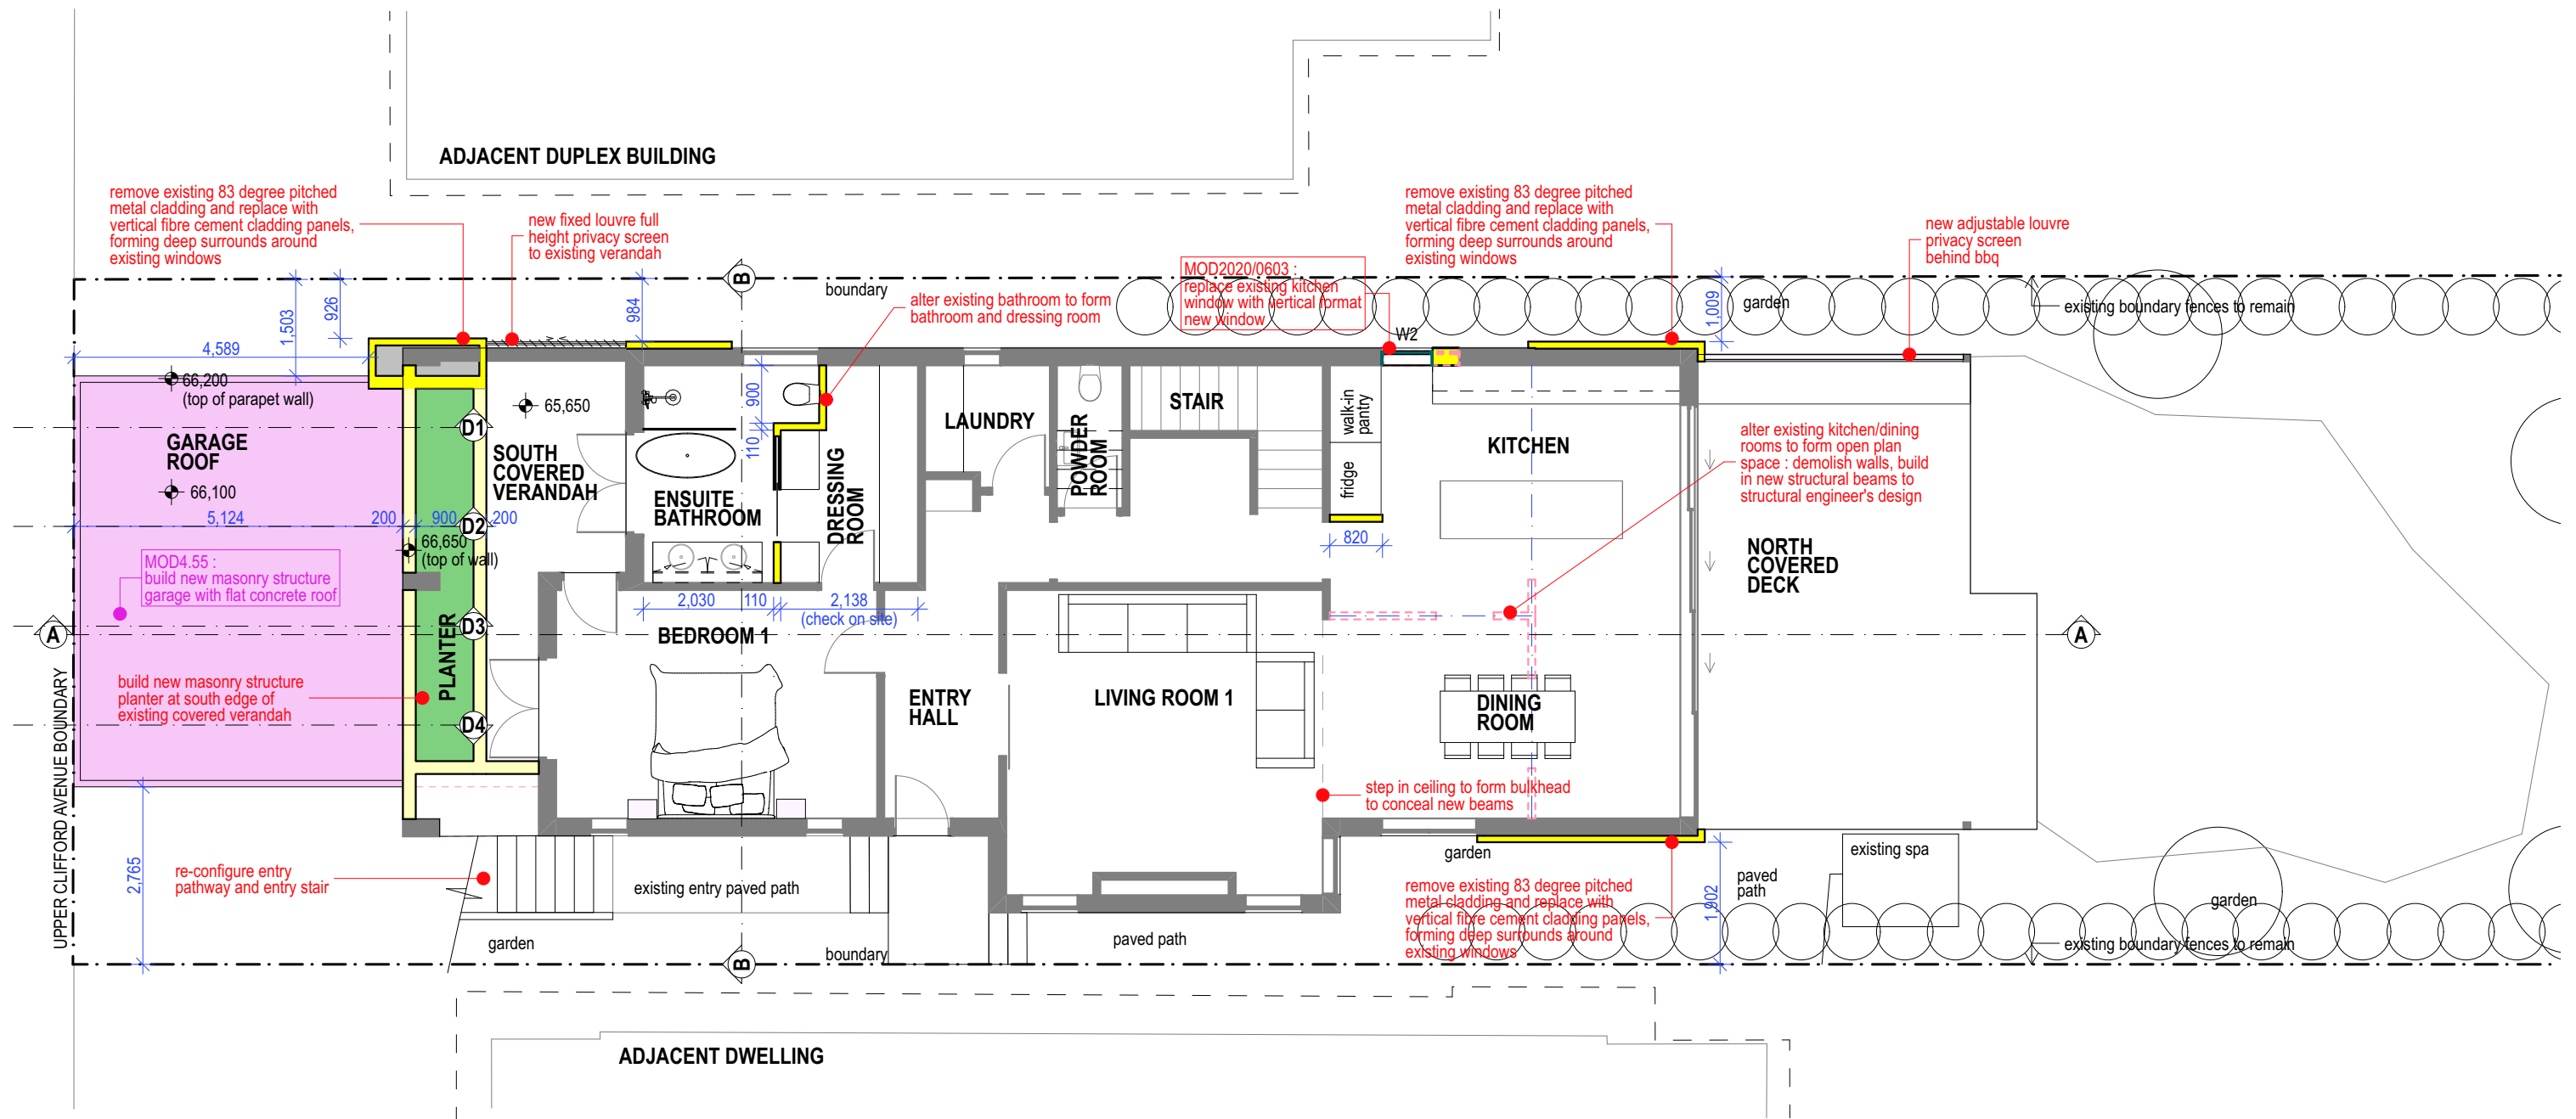 ADJACENT DUPLEX BUILDING
remove existing 83 degree pitched
metal cladding and replace with
vertical fibre cement cladding panels,
forming deep surrounds around
existing windows
new fixed louvre full
height privacy screen
to existing verandah
remove existing 83 degree pitched
metal cladding and replace with
vertical fibre cement cladding panels,
forming deep surrounds around
existing windows
new adjustable louvre
privacy screen
behind bbq
MOD2020/0603 :
replace existing kitchen
window with vertical format
new window
B
boundary
alter existing bathroom to form
bathroom and dressing room
garden
existing boundary fences to remain
1,503
926
984
1,009
W2
4,589
66,200
(top of parapet wall)
65,650
900
110
GARAGE
ROOF
66,100
D1
SOUTH
COVERED
VERANDAH
ENSUITE
BATHROOM
DRESSING
ROOM
LAUNDRY
POWDER
ROOM
STAIR
walk-in
pantry
fridge
KITCHEN
alter existing kitchen/dining
rooms to form open plan
space : demolish walls, build
in new structural beams to
structural engineer's design
5,124
200
900
D2
200
66,650
(top of wall)
820
NORTH
COVERED
DECK
MOD4.55 :
build new masonry structure
garage with flat concrete roof
2,030
110
2,138
(check on site)
A
D3
BEDROOM 1
A
PLANTER
build new masonry structure
planter at south edge of
existing covered verandah
D4
ENTRY
HALL
LIVING ROOM 1
DINING
ROOM
UPPER CLIFFORD AVENUE BOUNDARY
step in ceiling to form bulkhead
to conceal new beams
2,765
re-configure entry
pathway and entry stair
existing entry paved path
garden
existing spa
paved
path
1,902
remove existing 83 degree pitched
metal cladding and replace with
vertical fibre cement cladding panels,
forming deep surrounds around
existing windows
garden
garden
paved path
boundary
B
existing boundary fences to remain
ADJACENT DWELLING